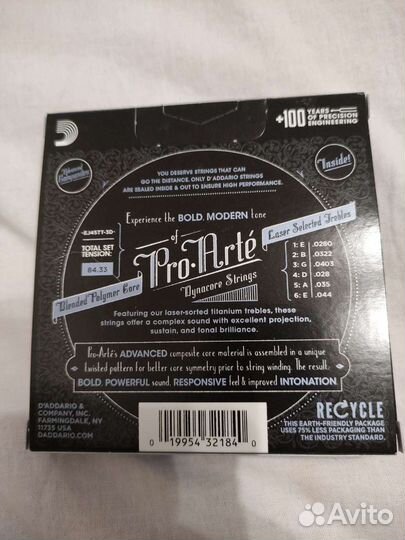 +100 YEARS
OF PRECISION
ENGINEERING
Inside!
YOU DESERVE STRINGS THAT CAN
GO THE DISTANCE. ONLY D'ADDARIO STRINGS
ARE SEALED INSIDE & OUT TO ENSURE HIGH PERFORMANCE.
-EJ45TT-3D-
TOTAL SET
TENSION:
84.33
Experience the BOLD, MODERN tone
of
Pro·Arté
Dynacore Strings
Blended Polymer Core
Laser Selected Trebles
1: E .0280
2: B .0322
3: G .0403
4: D .028
5: A .035
6: E .044
Featuring our laser-sorted titanium trebles, these
strings offer a complex sound with excellent projection,
sustain, and tonal brilliance.
Pro-Arté's ADVANCED composite core material is assembled in a unique
twisted pattern for better core symmetry prior to string winding. The result:
BOLD, POWERFUL sound, RESPONSIVE feel & improved INTONATION.
D'ADDARIO &
COMPANY, INC.
FARMINGDALE, NY
11735 USA
DADDARIO.COM
0 19954 32184 0
RECYCLE
THIS EARTH-FRIENDLY PACKAGE
USES 75% LESS PACKAGING THAN
THE INDUSTRY STANDARD.
Avito